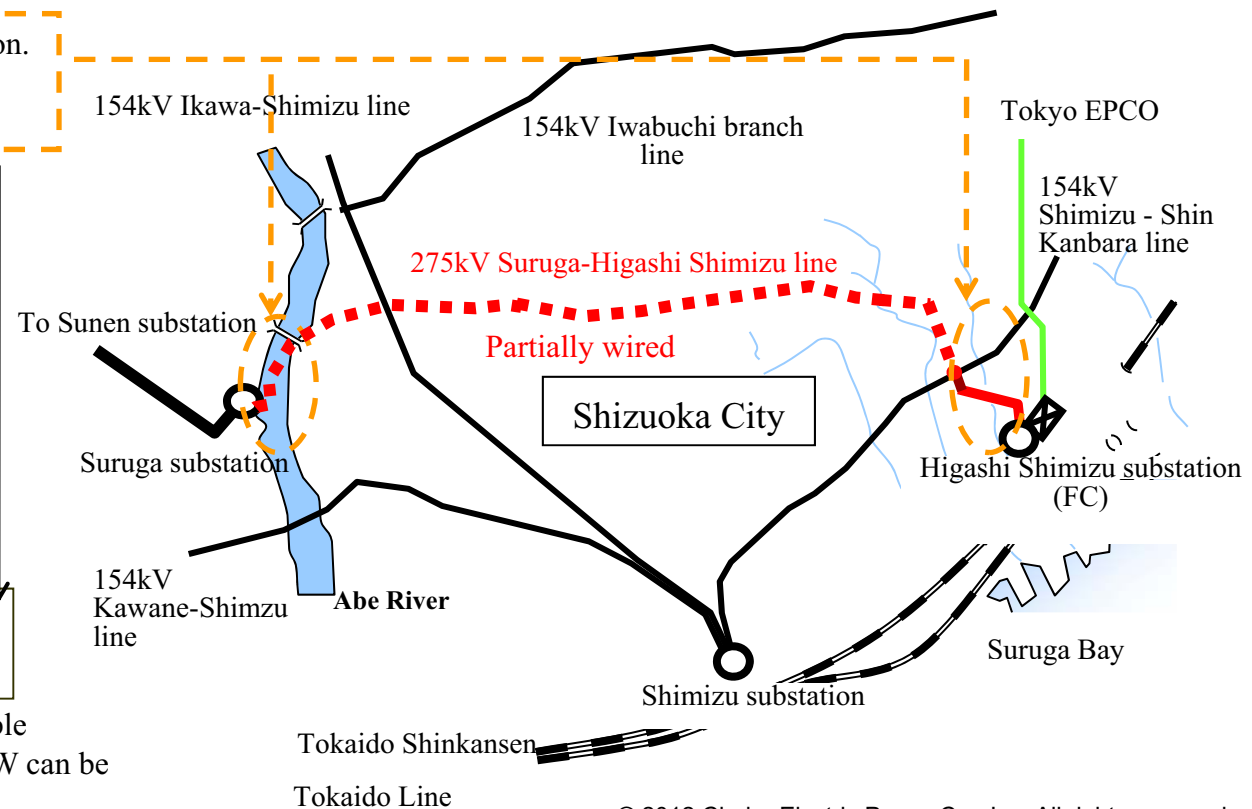 on.
154kV Ikawa-Shimizu line
154kV Iwabuchi branch
line
Tokyo EPCO
154kV
Shimizu - Shin
Kanbara line
275kV Suruga-Higashi Shimizu line
To Sunen substation
Partially wired
Shizuoka City
Suruga substation
Higashi Shimizu substation
(FC)
154kV
Kawane-Shimzu
line
Abe River
Suruga Bay
Shimizu substation
ole
W can be
Tokaido Shinkansen
Tokaido Line